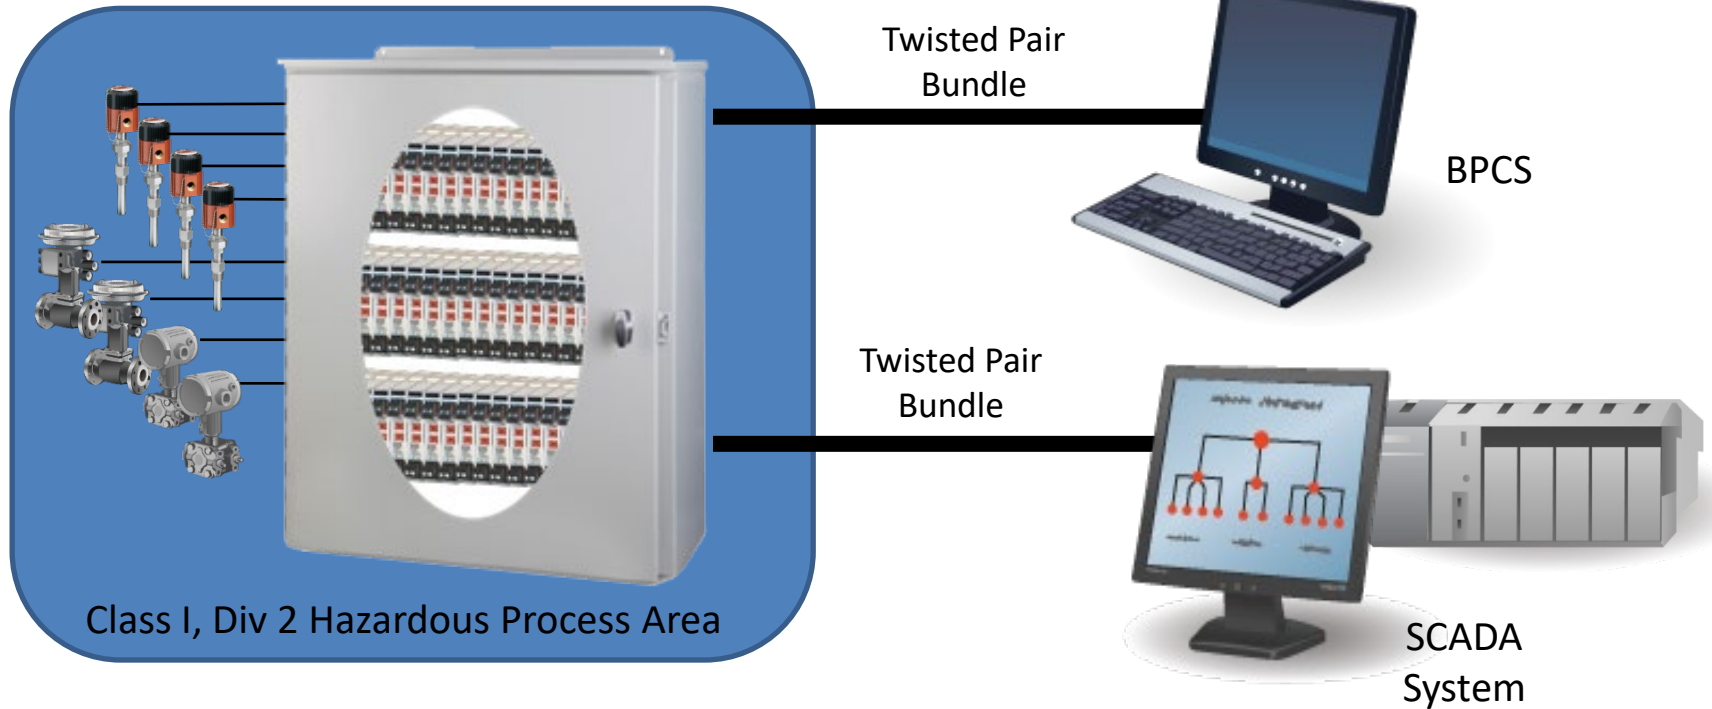 Twisted Pair
Bundle
BPCS
Twisted Pair
Bundle
Class I, Div 2 Hazardous Process Area
SCADA
System